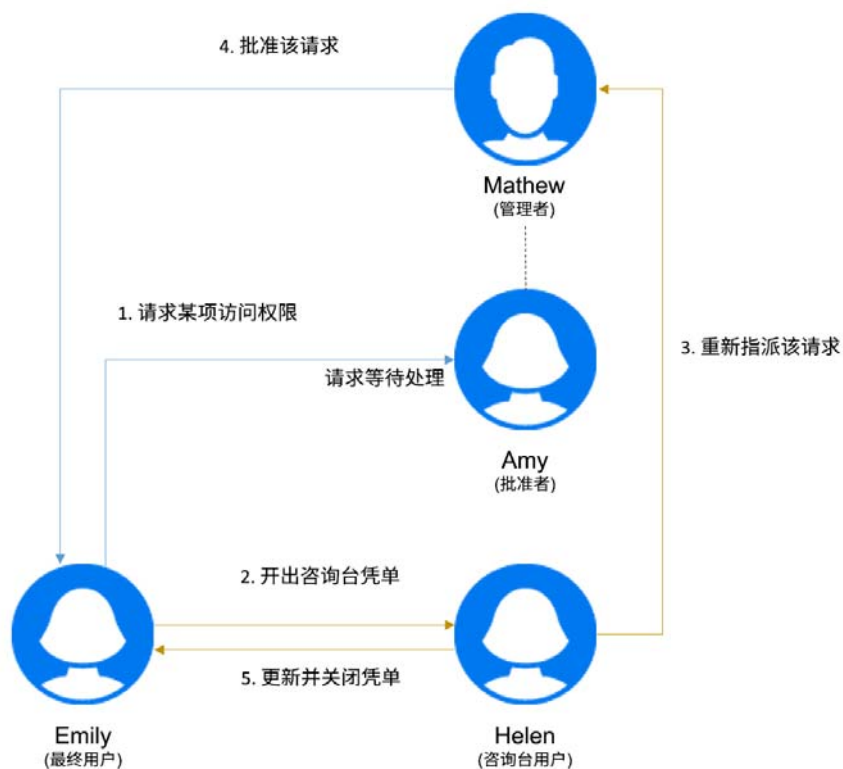 4. 批准该请求
Mathew
(管理者)
1. 请求某项访问权限
3. 重新指派该请求
请求等待处理
Amy
(批准者)
2. 开出咨询台凭单
5. 更新并关闭凭单
Emily
(最终用户)
Helen
(咨询台用户)